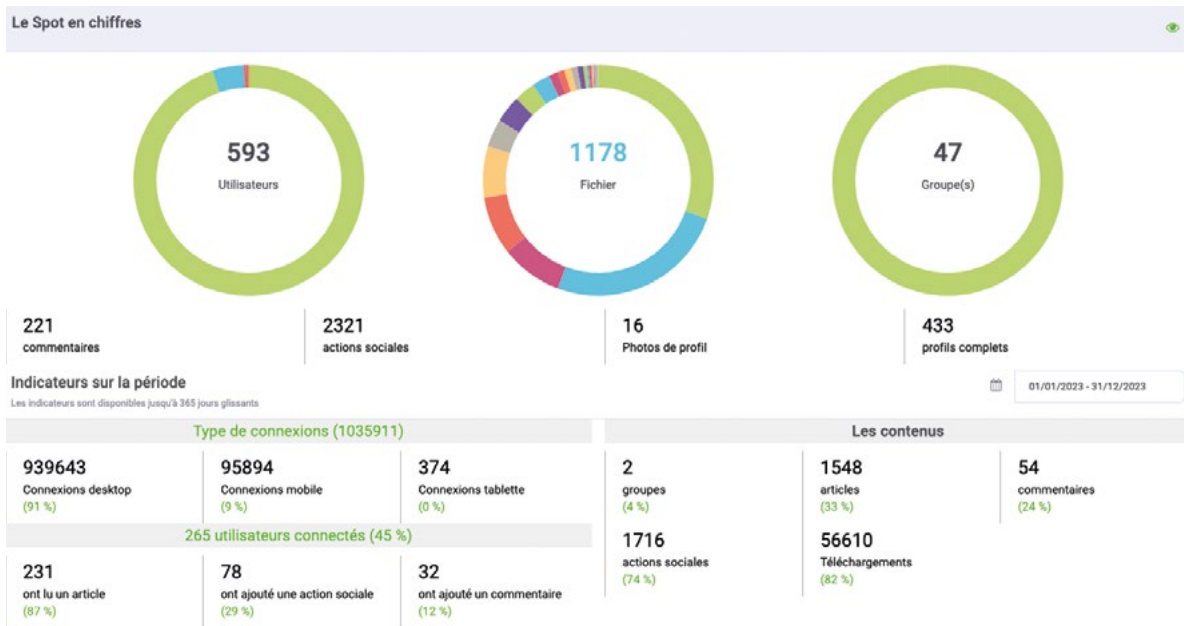 Le Spot en chiffres
593
Utilisateurs
1178
Fichier
47
Groupe(s)
221
commentaires
2321
actions sociales
16
Photos de profil
433
profils complets
Indicateurs sur la période
Les indicateurs sont disponibles jusqu'à 365 jours glissants
01/01/2023 - 31/12/2023
Type de connexions (1035911)
939643
Connexions desktop
(91 %)
95894
Connexions mobile
(9 %)
374
Connexions tablette
(0 %)
265 utilisateurs connectés (45 %)
231
ont lu un article
(87 %)
78
ont ajouté une action sociale
(29 %)
32
ont ajouté un commentaire
(12 %)
Les contenus
2
groupes
(4 %)
1548
articles
(33 %)
54
commentaires
(24 %)
1716
actions sociales
(74 %)
56610
Téléchargements
(82 %)